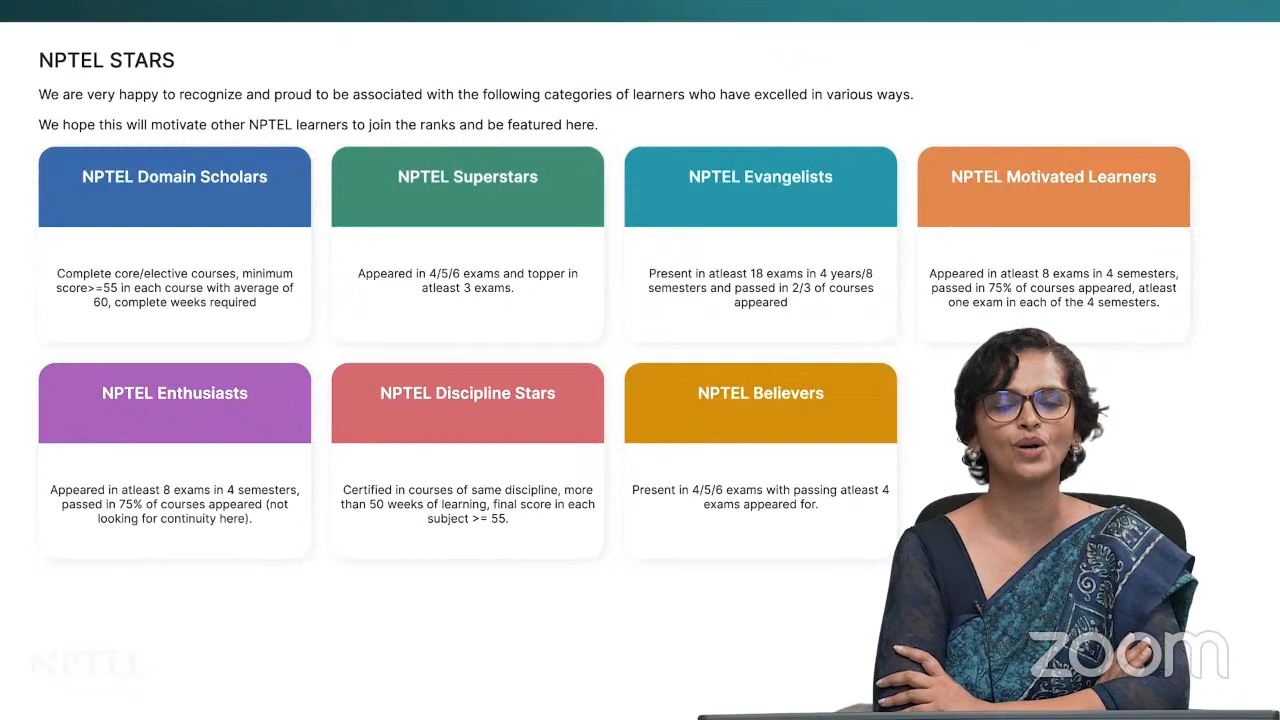 NPTEL STARS
We are very happy to recognize and proud to be associated with the following categories of learners who have excelled in various ways.
We hope this will motivate other NPTEL learners to join the ranks and be featured here.
NPTEL Domain Scholars
Complete core/elective courses, minimum
score>=55 in each course with average of
60, complete weeks required
NPTEL Superstars
Appeared in 4/5/6 exams and topper in
atleast 3 exams.
NPTEL Evangelists
Present in atleast 18 exams in 4 years/8
semesters and passed in 2/3 of courses
appeared
NPTEL Motivated Learners
Appeared in atleast 8 exams in 4 semesters,
passed in 75% of courses appeared, atleast
one exam in each of the 4 semesters.
NPTEL Enthusiasts
Appeared in atleast 8 exams in 4 semesters,
passed in 75% of courses appeared (not
looking for continuity here).
NPTEL Discipline Stars
Certified in courses of same discipline, more
than 50 weeks of learning, final score in each
subject >= 55.
NPTEL Believers
Present in 4/5/6 exams with passing atleast 4
exams appeared for.
NPTEL
zoom